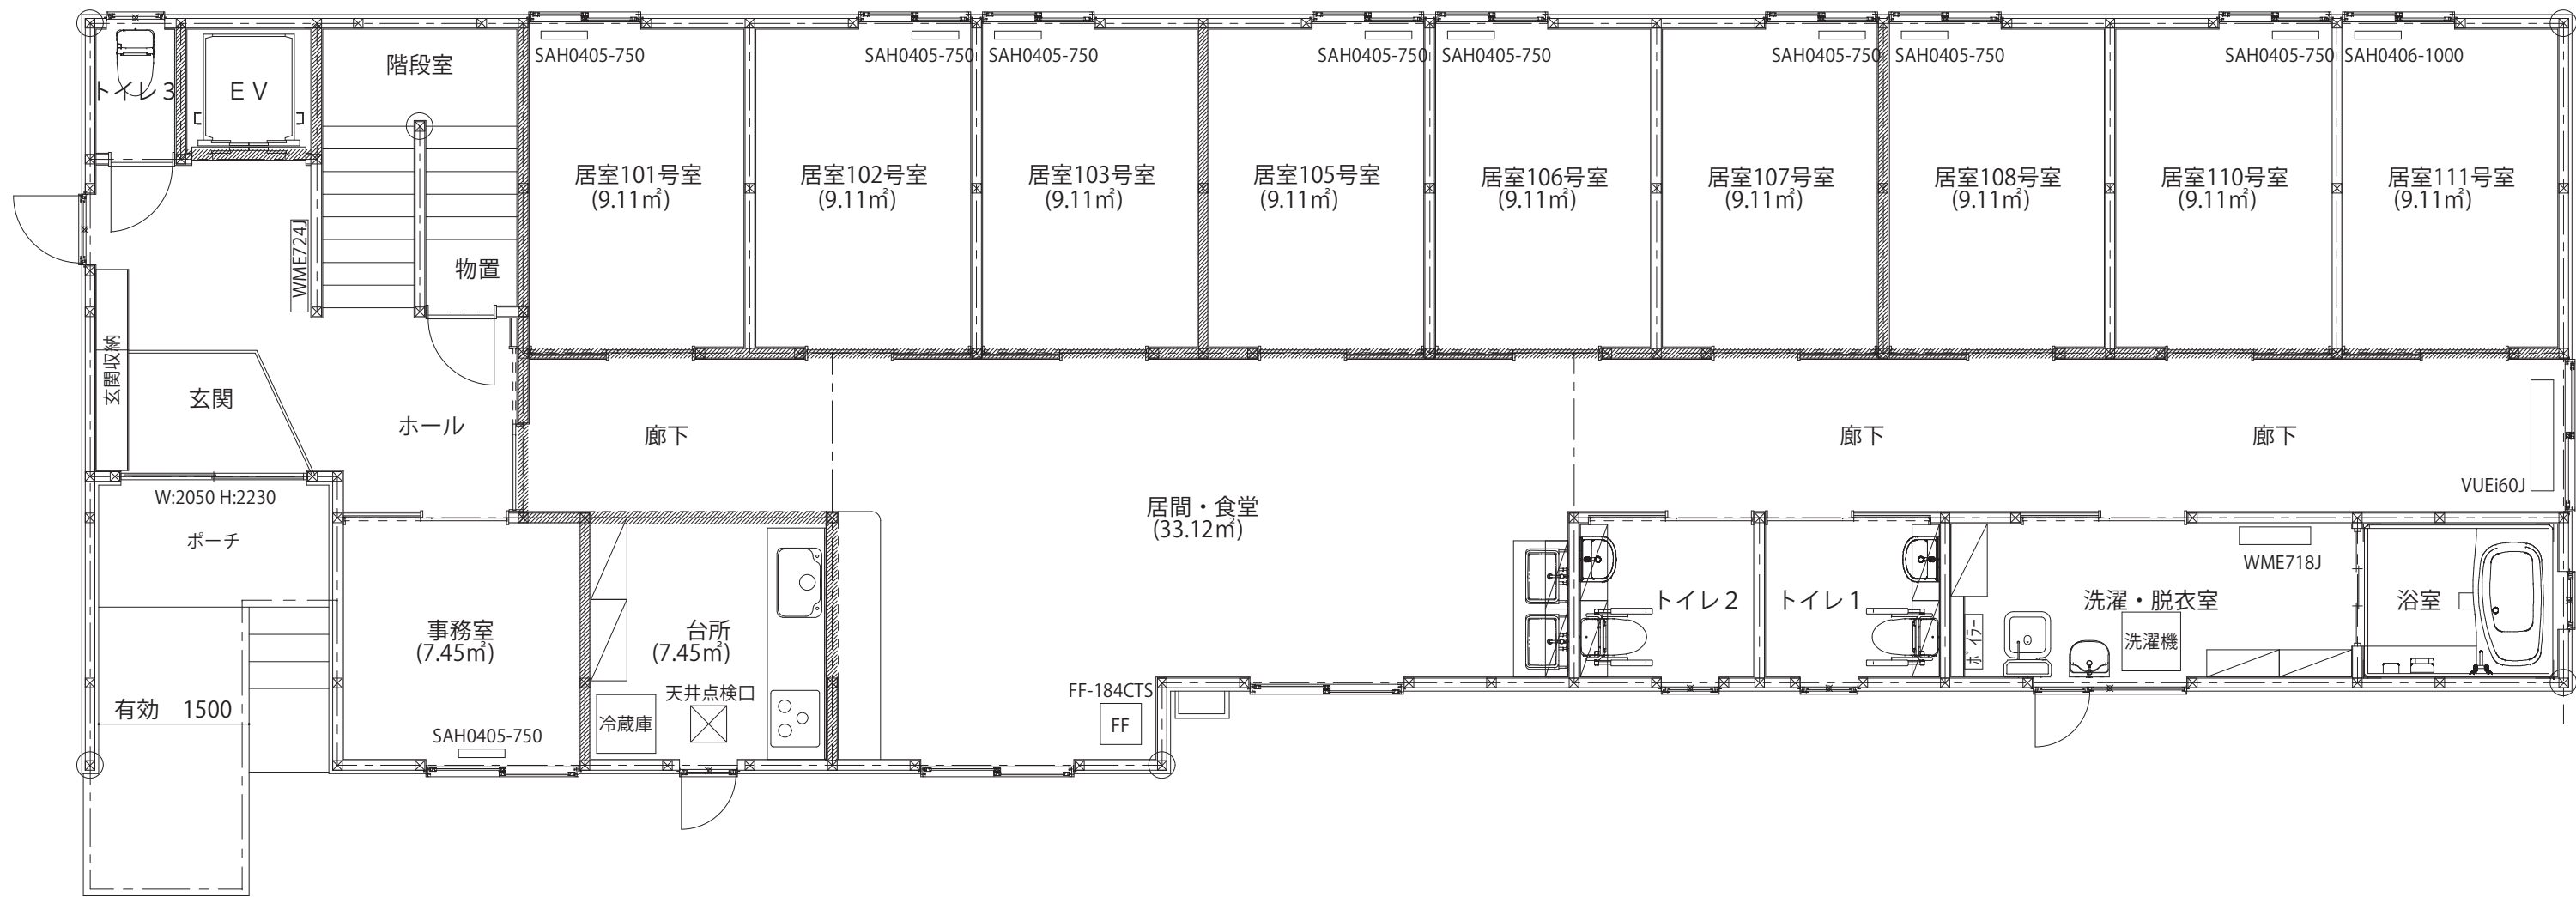 トイレ3
EV
階段室
SAH0405-750
SAH0405-750
SAH0405-750
SAH0405-750
SAH0405-750
SAH0405-750
SAH0405-750
SAH0405-750
SAH0406-1000
居室101号室
(9.11㎡)
居室102号室
(9.11㎡)
居室103号室
(9.11㎡)
居室105号室
(9.11㎡)
居室106号室
(9.11㎡)
居室107号室
(9.11㎡)
居室108号室
(9.11㎡)
居室110号室
(9.11㎡)
居室111号室
(9.11㎡)
WME724J
物置
玄関収納
玄関
ホール
廊下
廊下
廊下
VUEi60J
W:2050 H:2230
ポーチ
居間・食堂
(33.12㎡)
WME718J
トイレ2
トイレ1
洗濯・脱衣室
浴室
事務室
(7.45㎡)
台所
(7.45㎡)
ボイラー
洗濯機
天井点検口
FF-184CTS
有効 1500
冷蔵庫
FF
SAH0405-750